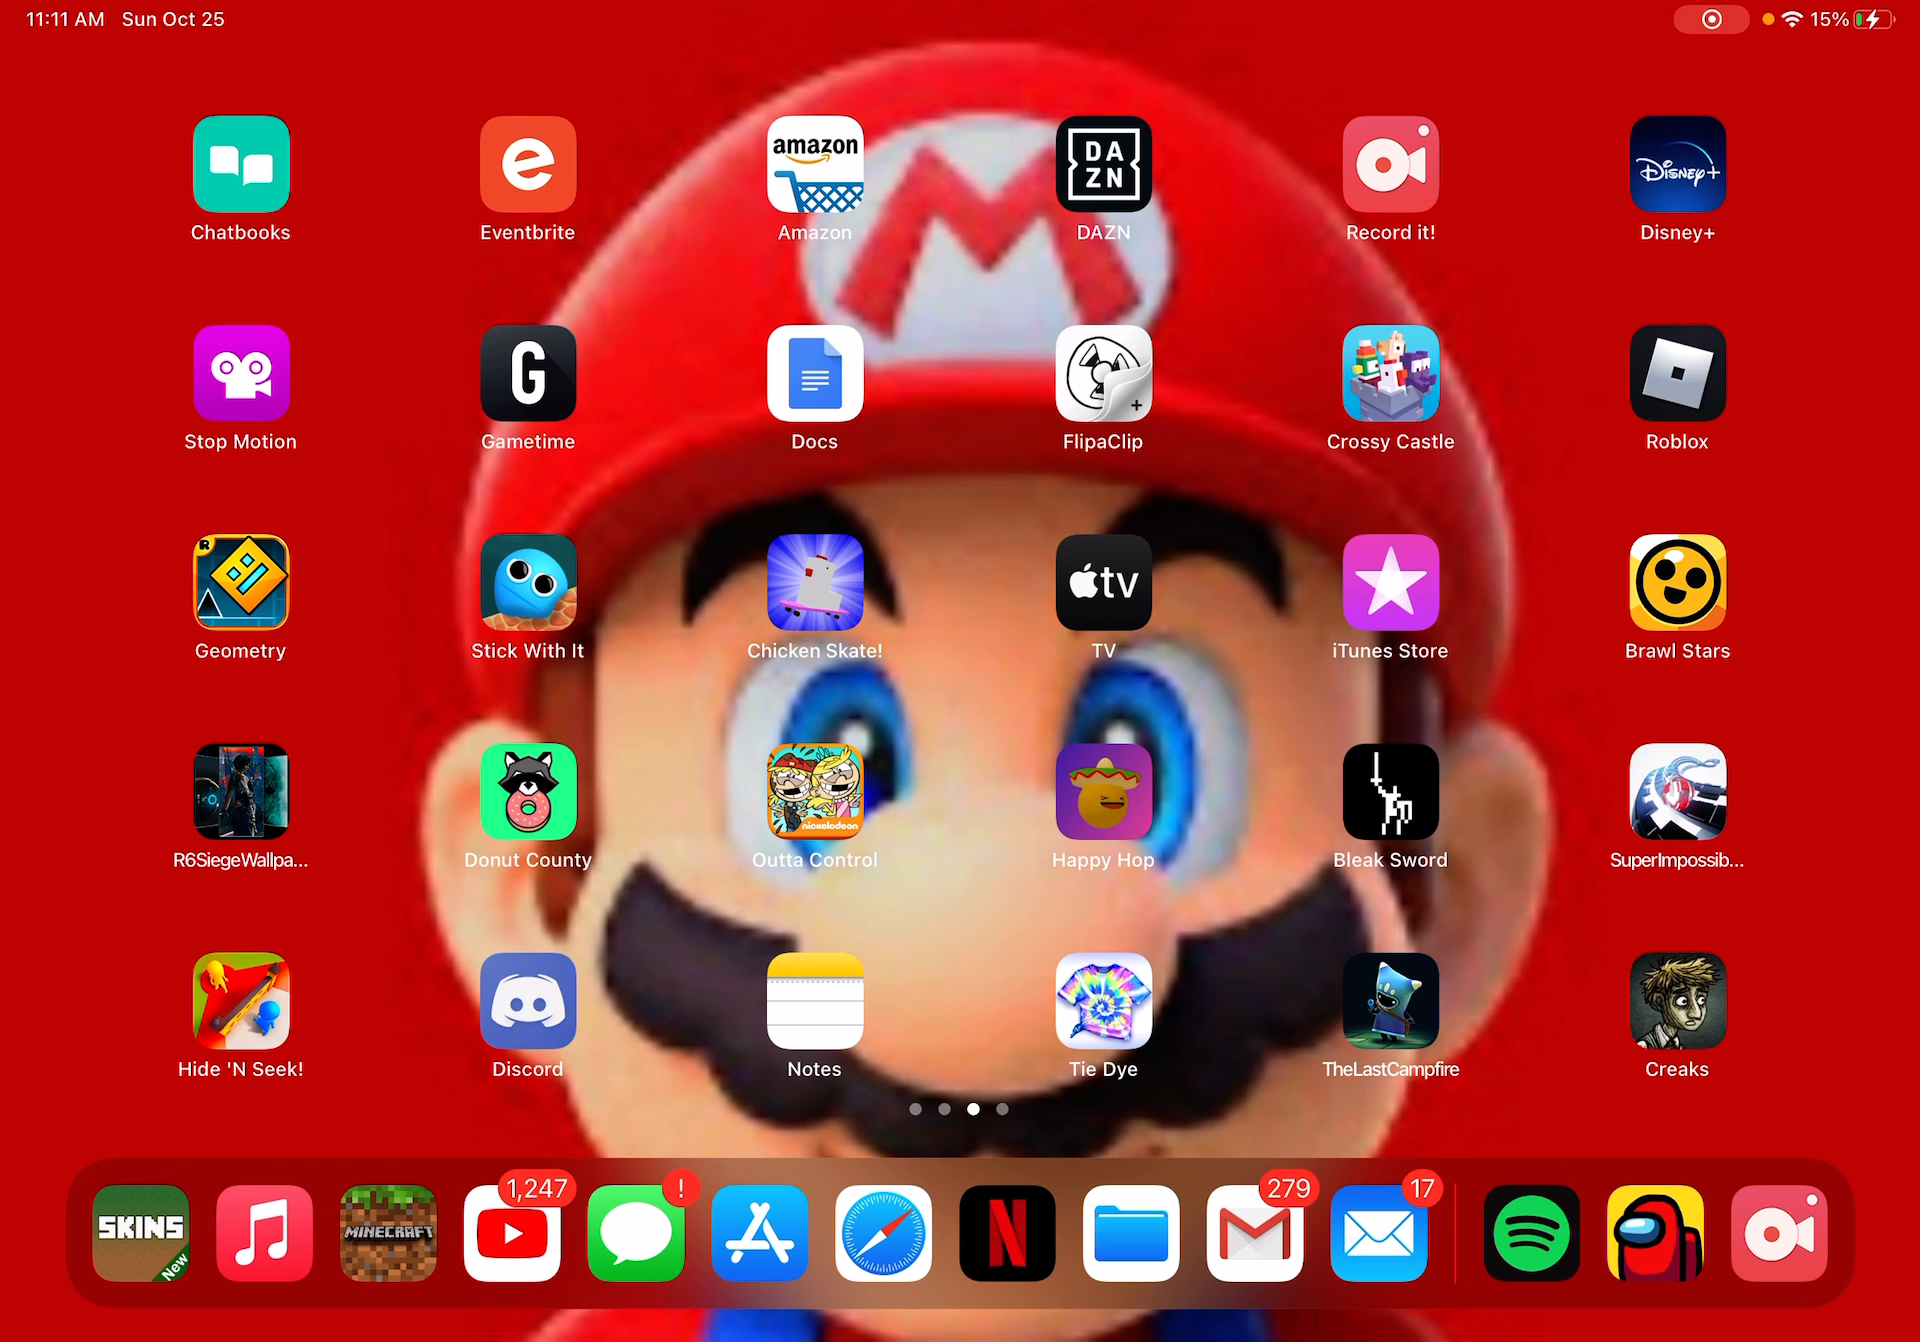 11:11 AM Sun Oct 25
15%
amazon
DA
ZN
Disney+
Chatbooks
Eventbrite
Amazon
DAZN
Record it!
Disney+
G
Stop Motion
Gametime
Docs
FlipaClip
Crossy Castle
Roblox
R
tv
Geometry
Stick With It
Chicken Skate!
TV
iTunes Store
Brawl Stars
nickelodeon
R6SiegeWallpa...
Donut County
Outta Control
Happy Hop
Bleak Sword
SuperImpossib...
Hide 'N Seek!
Discord
Notes
Tie Dye
TheLastCampfire
Creaks
1,247
!
279
17
SKINS
New
MINECRAFT
N